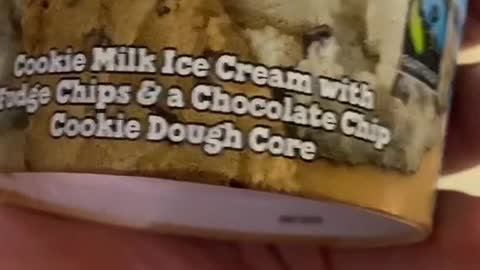 Cookie Milk Ice Cream with
Fudge Chips & a Chocolate Chip
Cookie Dough Core